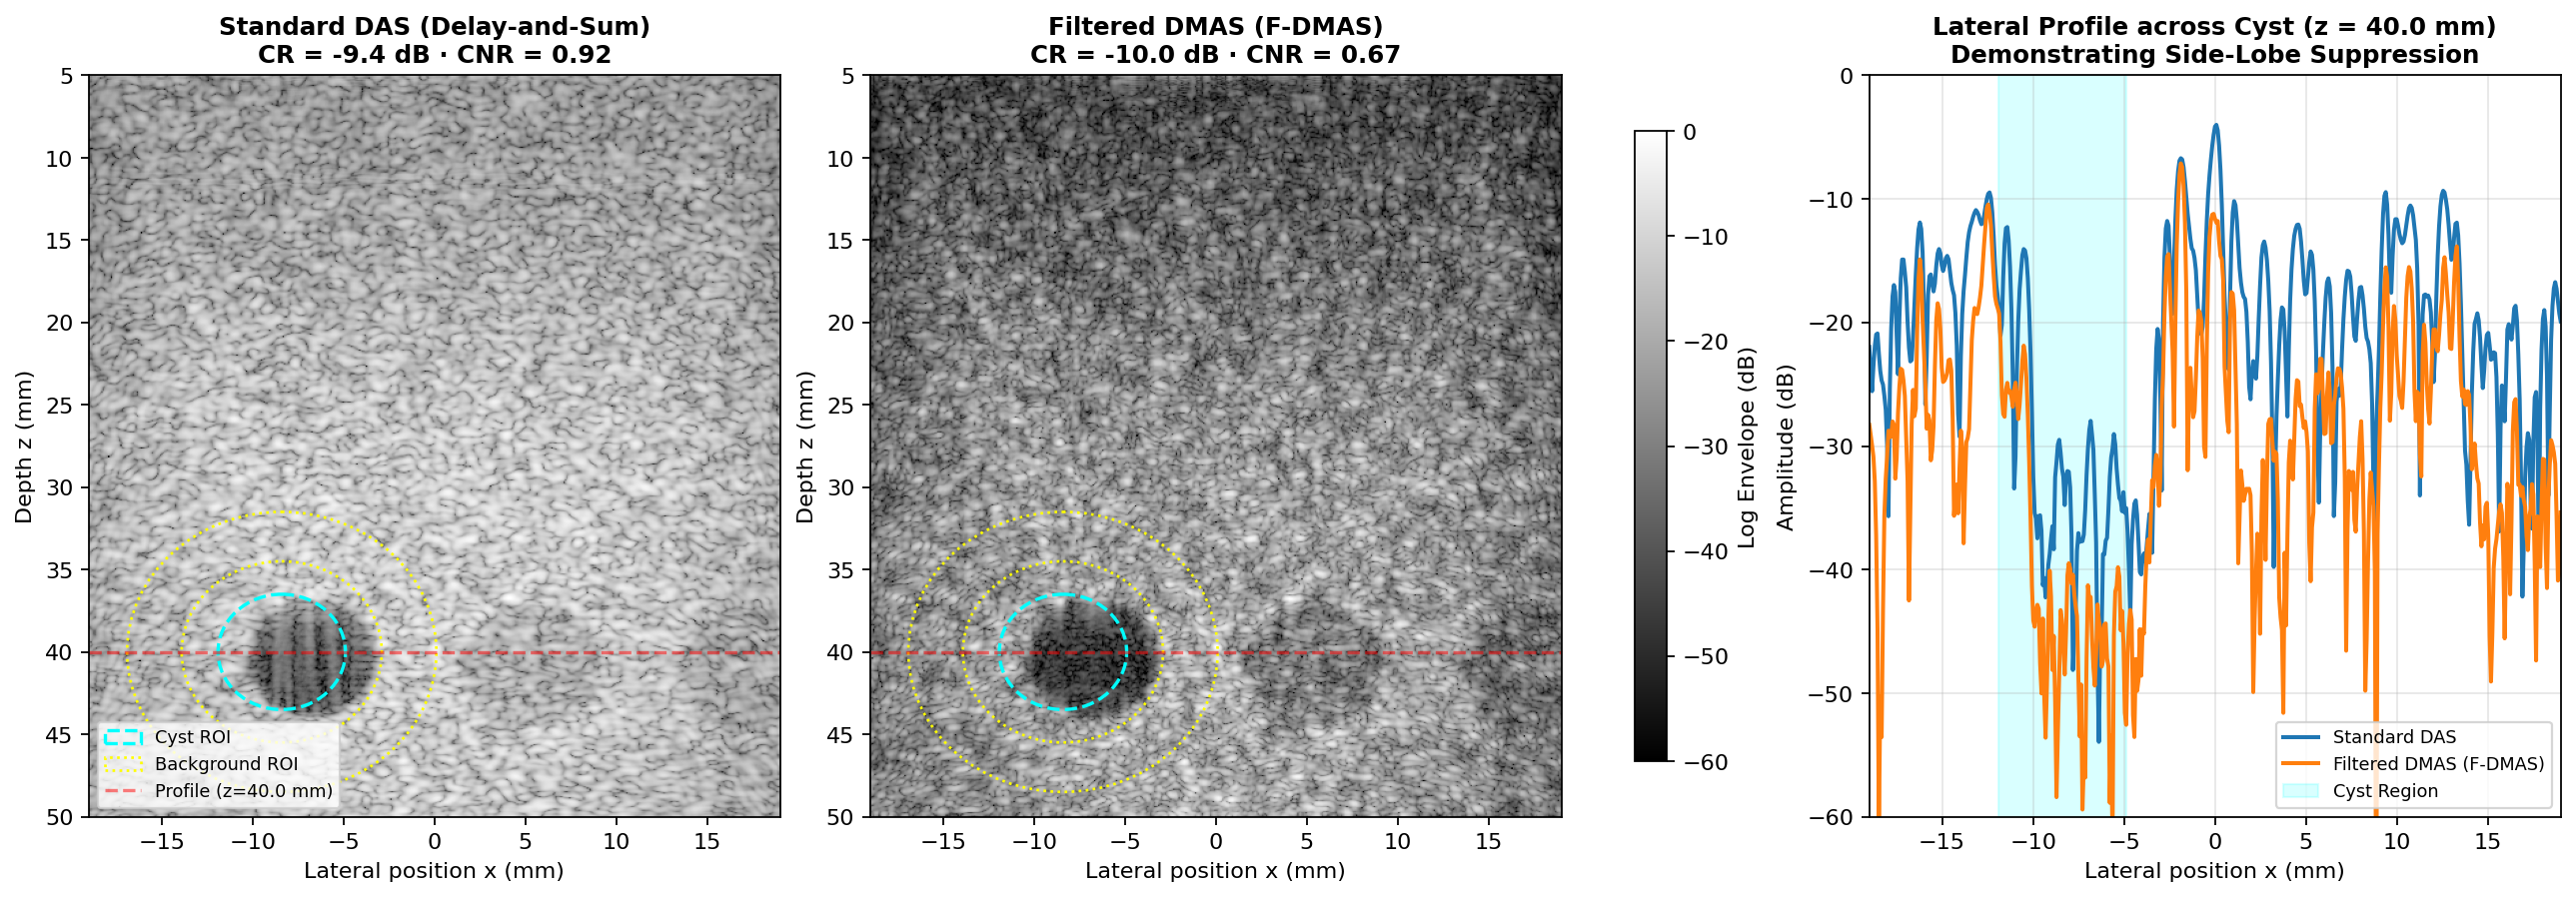 Standard DAS (Delay-and-Sum)
CR = -9.4 dB · CNR = 0.92
5
10
15
20
25
30
35
40
45
50
Depth z (mm)
−15
−10
−5
0
5
10
15
Lateral position x (mm)
Cyst ROI
Background ROI
Profile (z=40.0 mm)
Filtered DMAS (F-DMAS)
CR = -10.0 dB · CNR = 0.67
5
10
15
20
25
30
35
40
45
50
Depth z (mm)
−15
−10
−5
0
5
10
15
Lateral position x (mm)
0
−10
−20
−30
−40
−50
−60
Log Envelope (dB)
Lateral Profile across Cyst (z = 40.0 mm)
Demonstrating Side-Lobe Suppression
0
−10
−20
−30
−40
−50
−60
Amplitude (dB)
−15
−10
−5
0
5
10
15
Lateral position x (mm)
Standard DAS
Filtered DMAS (F-DMAS)
Cyst Region